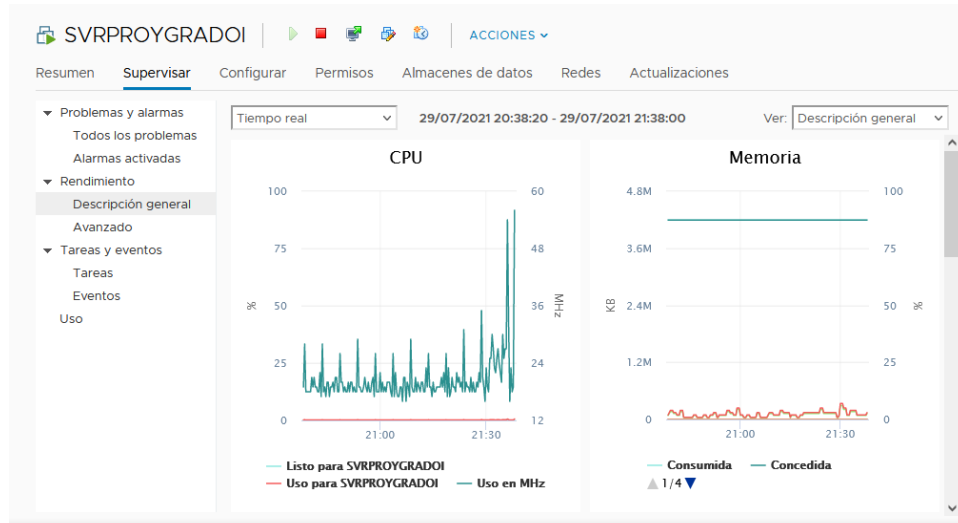 SVRPROYGRADOI ACCIONES
Resumen Supervisar Configurar Permisos Almacenes de datos Redes Actualizaciones
Problemas y alarmas
Todos los problemas
Alarmas activadas
Rendimiento
Descripción general
Avanzado
Tareas y eventos
Tareas
Eventos
Uso
Tiempo real 29/07/2021 20:38:20 - 29/07/2021 21:38:00 Ver: Descripción general
CPU
100 60
75 48
% 50 36 MHz
25 24
0 12
21:00 21:30
Listo para SVRPROYGRADOI
Uso para SVRPROYGRADOI Uso en MHz
Memoria
4.8M 100
3.6M 75
KB 2.4M 50 %
1.2M 25
0 0
21:00 21:30
Consumida Concedida
1/4